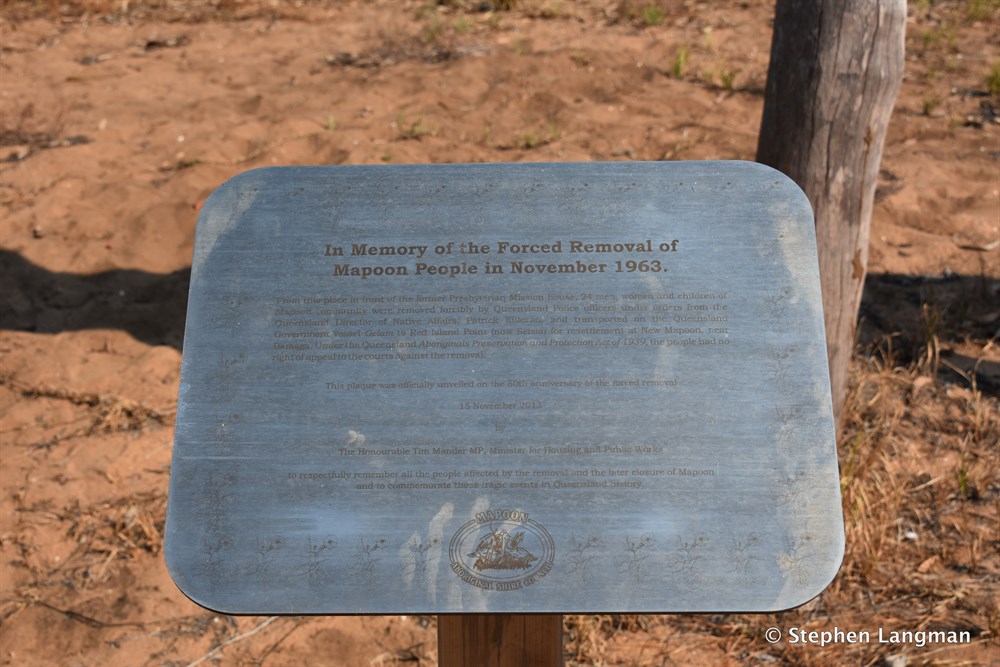 In Memory of the Forced Removal of
Mapoon People in November 1963.
From this place in front of the former Presbyterian Mission house, 24 men, women and children of
Mapoon community were removed forcibly by Queensland Police officers under orders from the
Queensland Director of Native Affairs, Patrick Killoran, and transported on the Queensland
Government vessel Gelam to Red Island Point (now Seisia) for resettlement at New Mapoon, near
Bamaga. Under the Queensland Aboriginals Preservation and Protection Act of 1939, the people had no
right of appeal to the courts against the removal.
This plaque was officially unveiled on the 50th anniversary of the forced removal
15 November 2013
by
The Honourable Tim Mander MP, Minister for Housing and Public Works
to respectfully remember all the people affected by the removal and the later closure of Mapoon
and to commemorate these tragic events in Queensland history.
MAPOON
ABORIGINAL SHIRE COUNCIL
© Stephen Langman